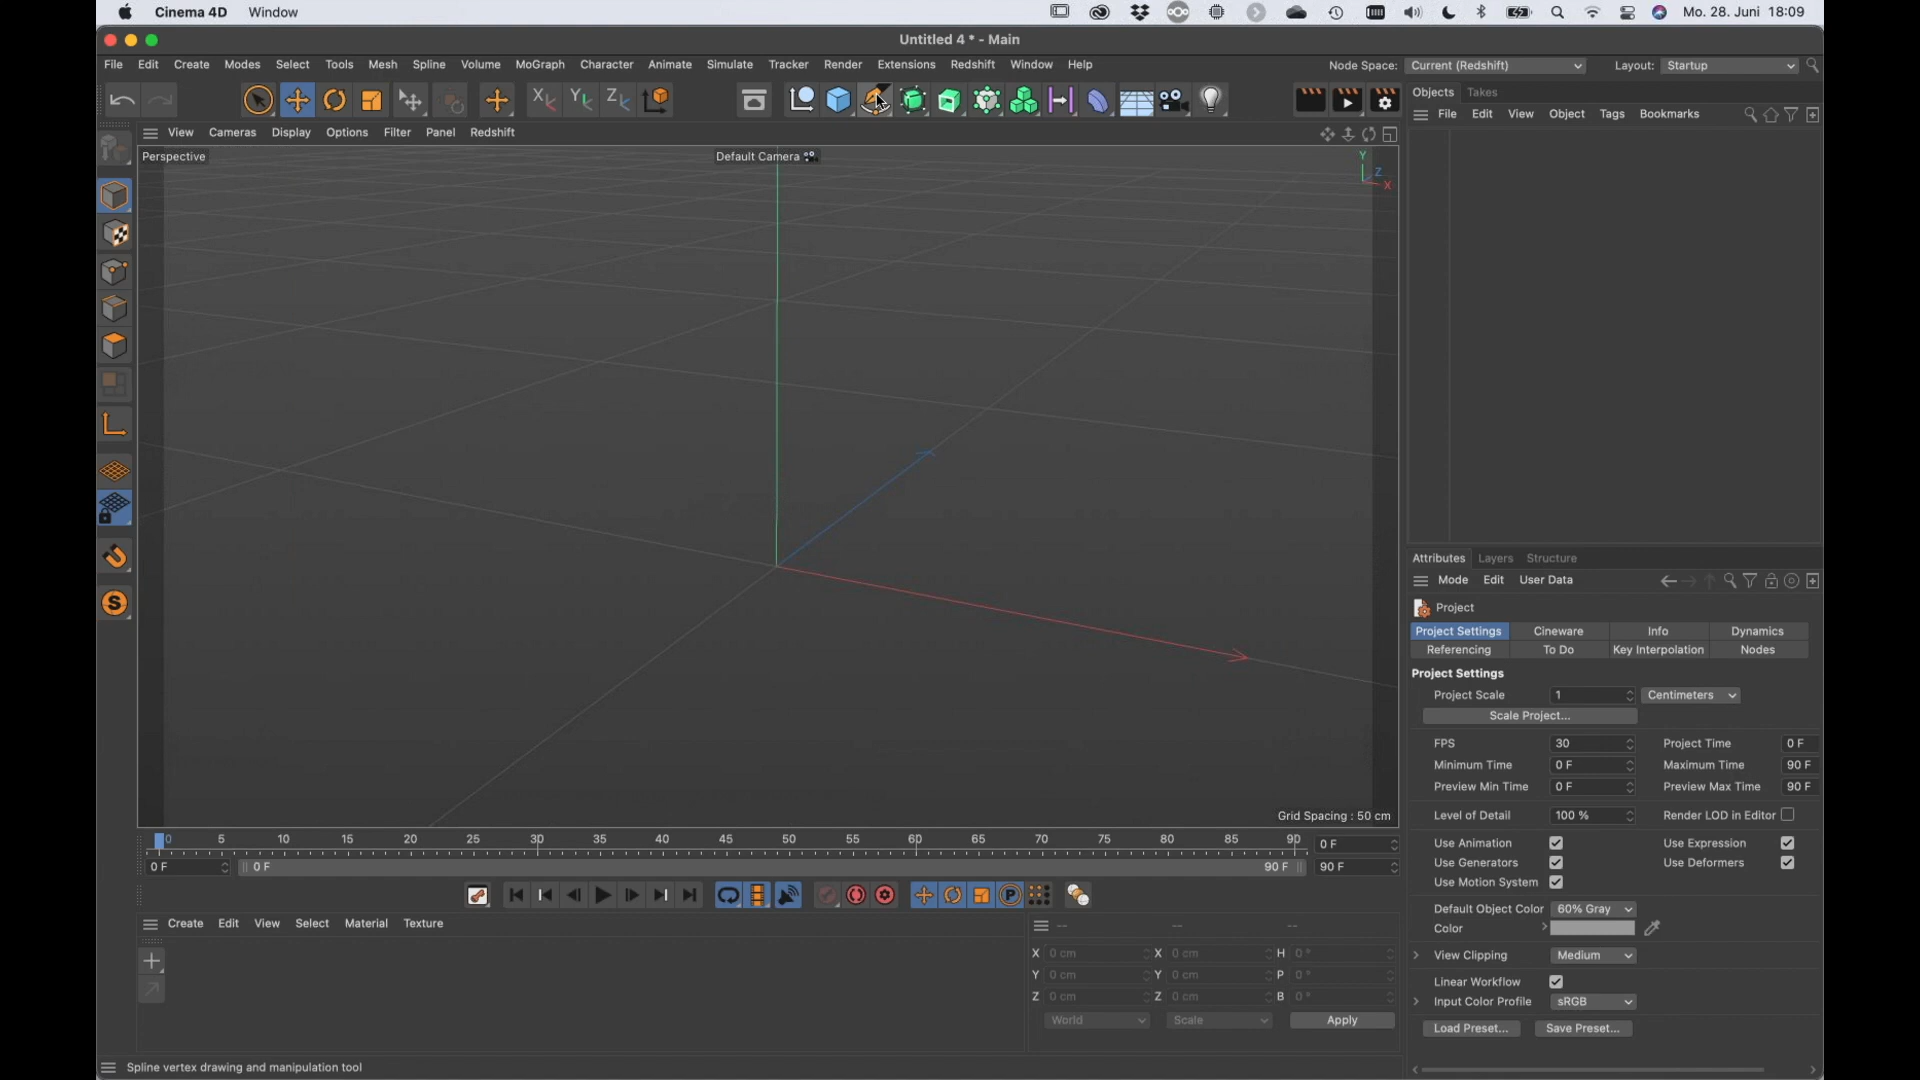 Cinema 4D Window Mo. 28. Juni 18:09
Untitled 4 * - Main
File Edit Create Modes Select Tools Mesh Spline Volume MoGraph Character Animate Simulate Tracker Render Extensions Redshift Window Help Node Space: Current (Redshift) Layout: Startup
X Y Z
Objects Takes
File Edit View Object Tags Bookmarks
View Cameras Display Options Filter Panel Redshift
Perspective Default Camera
Y
Z
X
Grid Spacing : 50 cm
0 5 10 15 20 25 30 35 40 45 50 55 60 65 70 75 80 85 90 0 F
0 F 0 F 90 F 90 F
P
Create Edit View Select Material Texture
-- -- --
X 0 cm X 0 cm H 0 °
Y 0 cm Y 0 cm P 0 °
Z 0 cm Z 0 cm B 0 °
World Scale Apply
Spline vertex drawing and manipulation tool
Attributes Layers Structure
Mode Edit User Data
Project
Project Settings Cineware Info Dynamics
Referencing To Do Key Interpolation Nodes
Project Settings
Project Scale 1 Centimeters
Scale Project...
FPS 30 Project Time 0 F
Minimum Time 0 F Maximum Time 90 F
Preview Min Time 0 F Preview Max Time 90 F
Level of Detail 100 % Render LOD in Editor
Use Animation Use Expression
Use Generators Use Deformers
Use Motion System
Default Object Color 60% Gray
Color
View Clipping Medium
Linear Workflow
Input Color Profile sRGB
Load Preset... Save Preset...